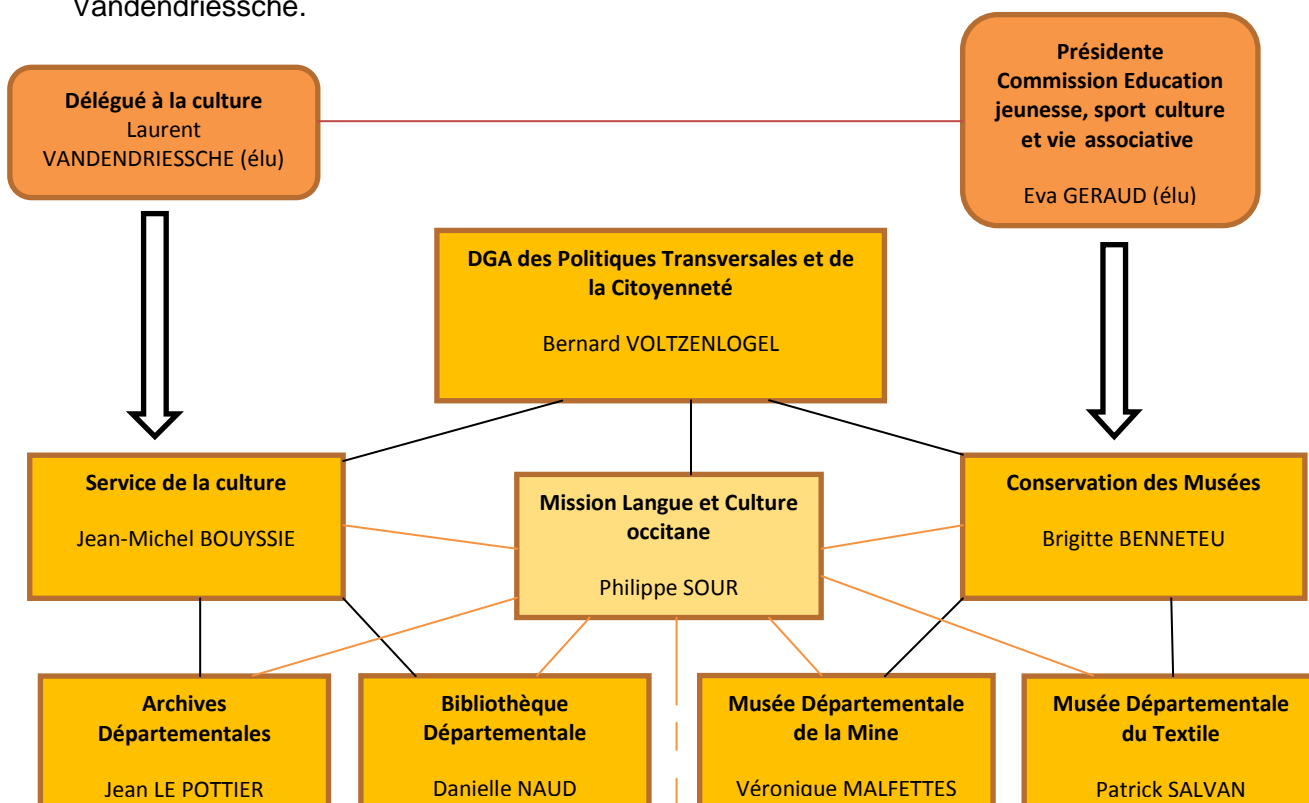 Vandendriessche.
Délégué à la culture
Laurent
VANDENDRIESSCHE (élu)
Présidente
Commission Education
jeunesse, sport culture
et vie associative
Eva GERAUD (élu)
DGA des Politiques Transversales et de
la Citoyenneté
Bernard VOLTZENLOGEL
Service de la culture
Jean-Michel BOUYSSIE
Mission Langue et Culture
occitane
Philippe SOUR
Conservation des Musées
Brigitte BENNETEU
Archives
Départementales
Jean LE POTTIER
Bibliothèque
Départementale
Danielle NAUD
Musée Départementale
de la Mine
Véronique MALFETTES
Musée Départementale
du Textile
Patrick SALVAN